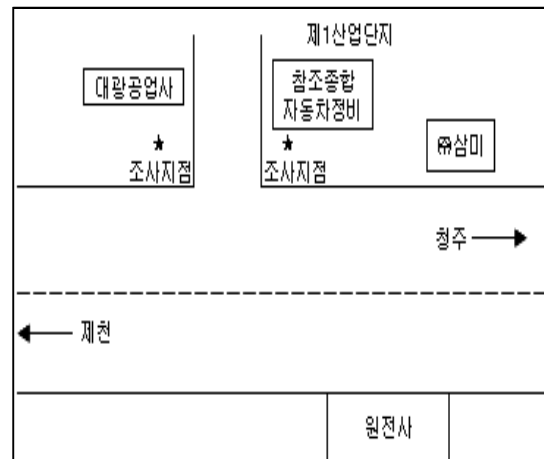 제1산업단지
대광공업사
참조종합
자동차정비
㉾삼미
조사지점
조사지점
청주
제천
원전사